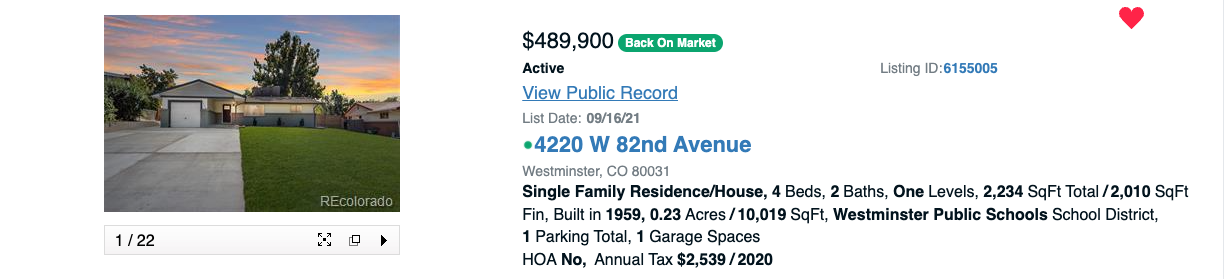 $489,900 Back On Market
Active
Listing ID:6155005
View Public Record
List Date: 09/16/21
4220 W 82nd Avenue
Westminster, CO 80031
Single Family Residence/House, 4 Beds, 2 Baths, One Levels, 2,234 SqFt Total / 2,010 SqFt
Fin, Built in 1959, 0.23 Acres / 10,019 SqFt, Westminster Public Schools School District,
1 Parking Total, 1 Garage Spaces
HOA No, Annual Tax $2,539 / 2020
REcolorado
1 / 22